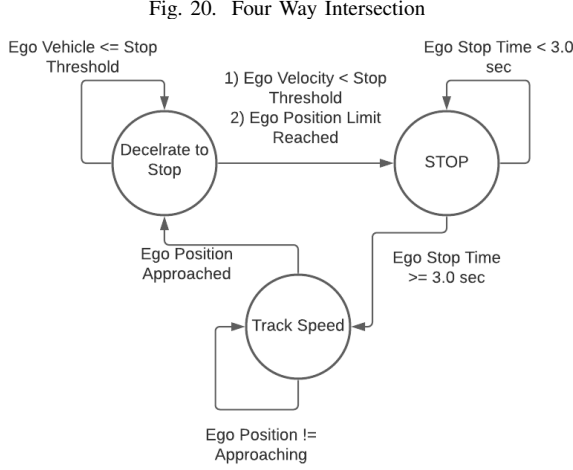 Fig. 20. Four Way Intersection
Ego Vehicle <= Stop
Threshold
Ego Stop Time < 3.0
sec
1) Ego Velocity < Stop
Threshold
2) Ego Position Limit
Reached
Decelrate to
Stop
STOP
Ego Position
Approached
Ego Stop Time
>= 3.0 sec
Track Speed
Ego Position !=
Approaching